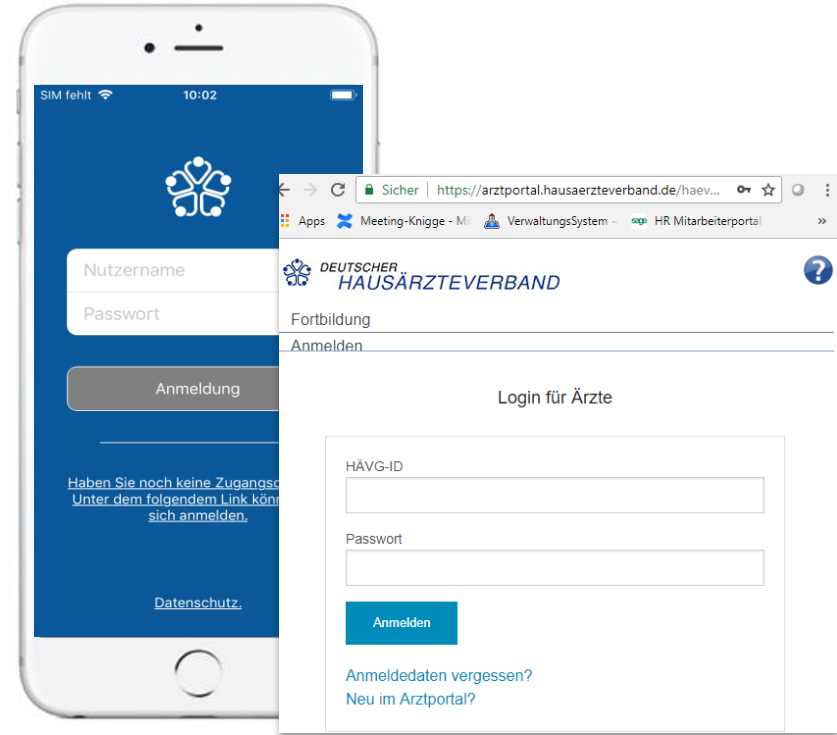 SIM fehlt
10:02
Nutzername
Passwort
Anmeldung
Haben Sie noch keine
Unter dem folgendem Link
sich anmelden.
Datenschutz.
Sicher | https://arztportal.hausaerzteverband.de/haev...
Apps Meeting-Knigge - Mi VerwaltungsSystem – sage HR Mitarbeiterportal »
DEUTSCHER
HAUSÄRZTEVERBAND
?
Fortbildung
Anmelden
Login für Ärzte
HÄVG-ID
Passwort
Anmelden
Anmeldedaten vergessen?
Neu im Arztportal?